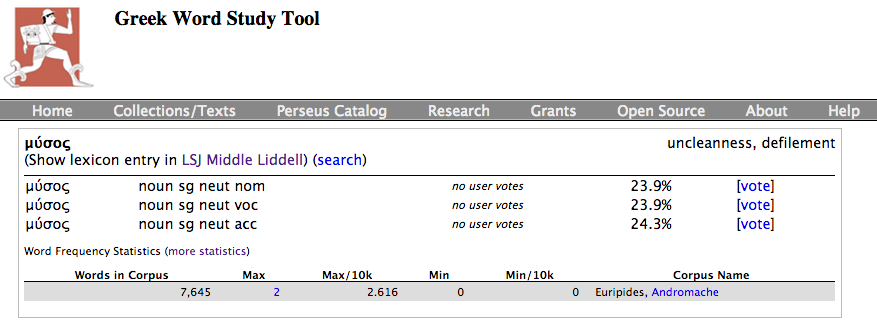 Greek Word Study Tool
Home Collections/Texts Perseus Catalog Research Grants Open Source About Help
μύσος uncleanness, defilement
(Show lexicon entry in LSJ Middle Liddell) (search)
μύσος noun sg neut nom no user votes 23.9% [vote]
μύσος noun sg neut voc no user votes 23.9% [vote]
μύσος noun sg neut acc no user votes 24.3% [vote]
Word Frequency Statistics (more statistics)
Words in Corpus Max Max/10k Min Min/10k Corpus Name
7,645 2 2.616 0 0 Euripides, Andromache